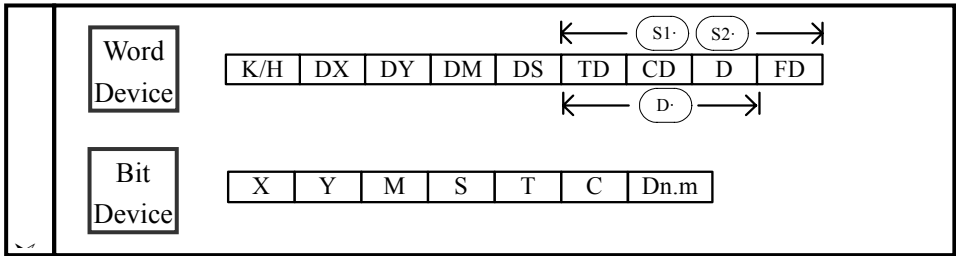 Word Device
S1· S2·
K/H DX DY DM DS TD CD D FD
D·
Bit Device
X Y M S T C Dn.m